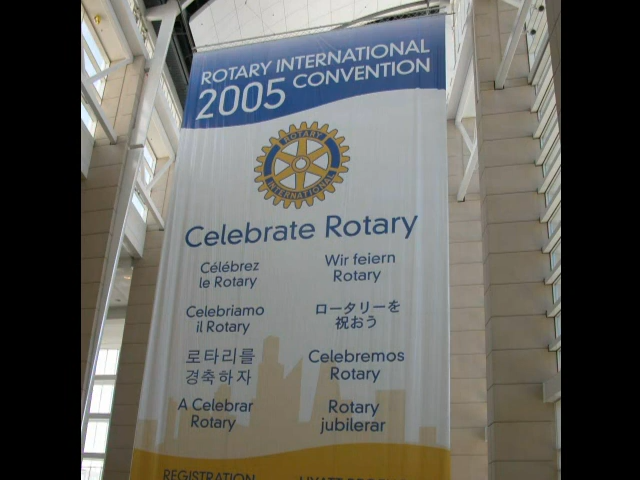 ROTARY INTERNATIONAL
2005 CONVENTION
ROTARY
INTERNATIONAL
Celebrate Rotary
Célébrez
le Rotary
Wir feiern
Rotary
Celebriamo
il Rotary
ロータリーを
祝おう
로타리를
경축하자
Celebremos
Rotary
A Celebrar
Rotary
Rotary
jubilerar
REGISTRATION